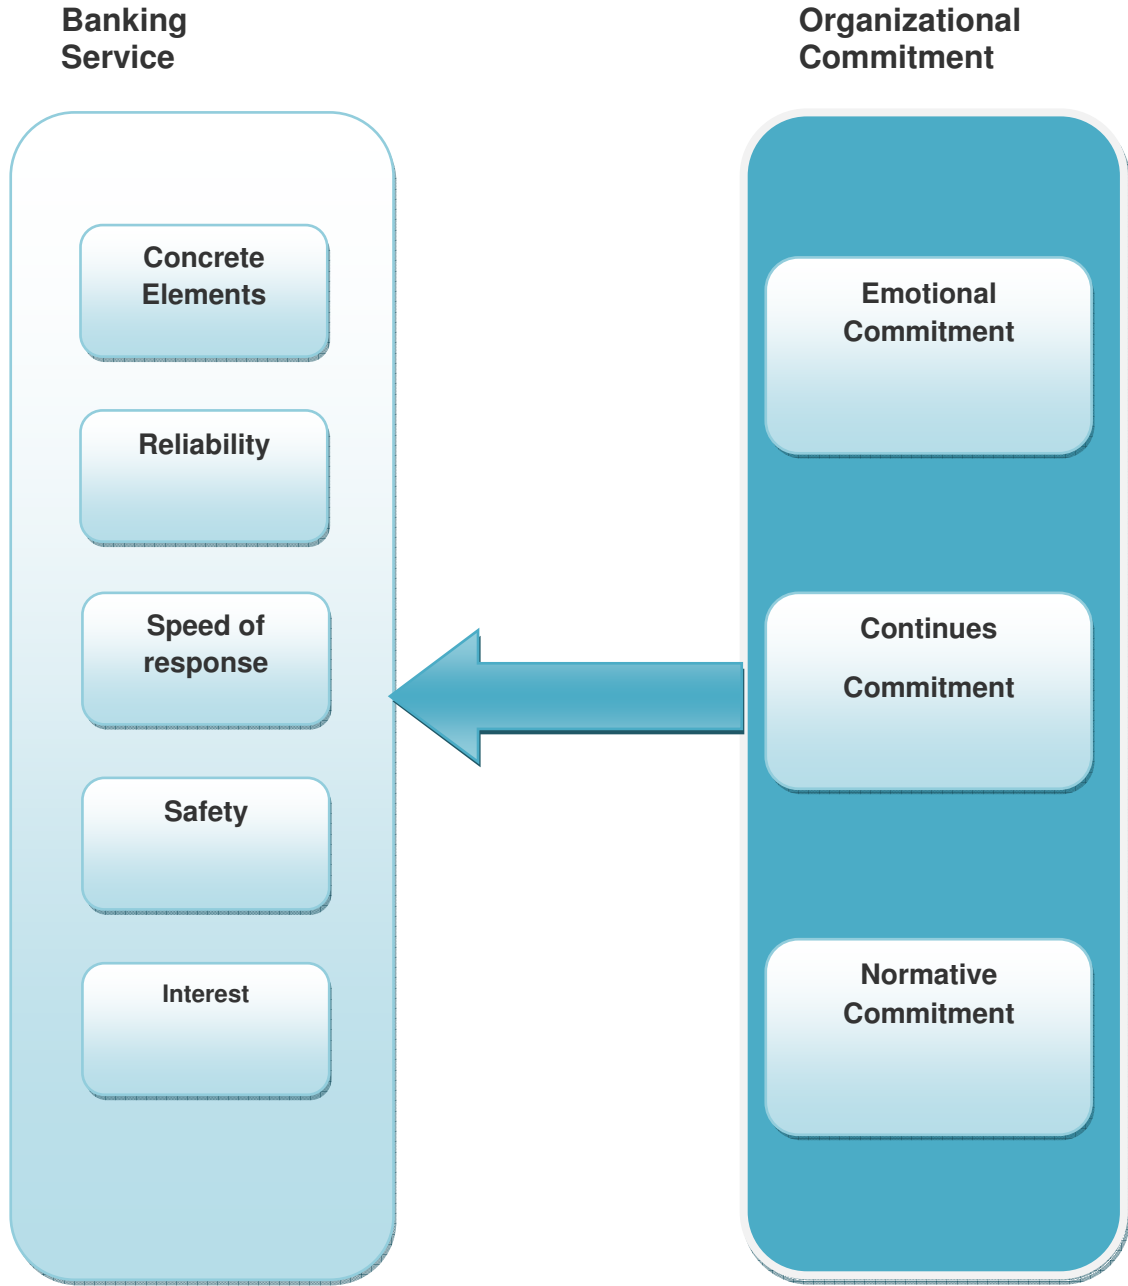 Banking
Service
Organizational
Commitment
Concrete
Elements
Reliability
Speed of
response
Safety
Interest
Emotional
Commitment
Continues
Commitment
Normative
Commitment